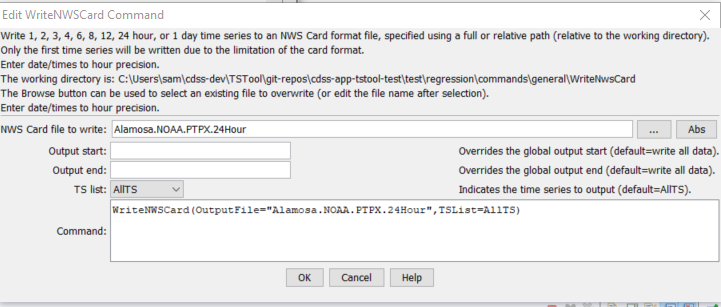 Edit WriteNWSCard Command
Write 1, 2, 3, 4, 6, 8, 12, 24 hour, or 1 day time series to an NWS Card format file, specified using a full or relative path (relative to the working directory).
Only the first time series will be written due to the limitation of the card format.
Enter date/times to hour precision.
The working directory is: C:\Users\sam\cdss-dev\TSTool\git-repos\cdss-app-tstool-test\test\regression\commands\general\WriteNwsCard
The Browse button can be used to select an existing file to overwrite (or edit the file name after selection).
Enter date/times to hour precision.
NWS Card file to write: Alamosa.NOAA.PTPX.24Hour ... Abs
Output start: Overrides the global output start (default=write all data).
Output end: Overrides the global output end (default=write all data).
TS list: AllTS Indicates the time series to output (default=AllTS).
Command: WriteNWSCard(OutputFile="Alamosa.NOAA.PTPX.24Hour",TSList=AllTS)
OK Cancel Help